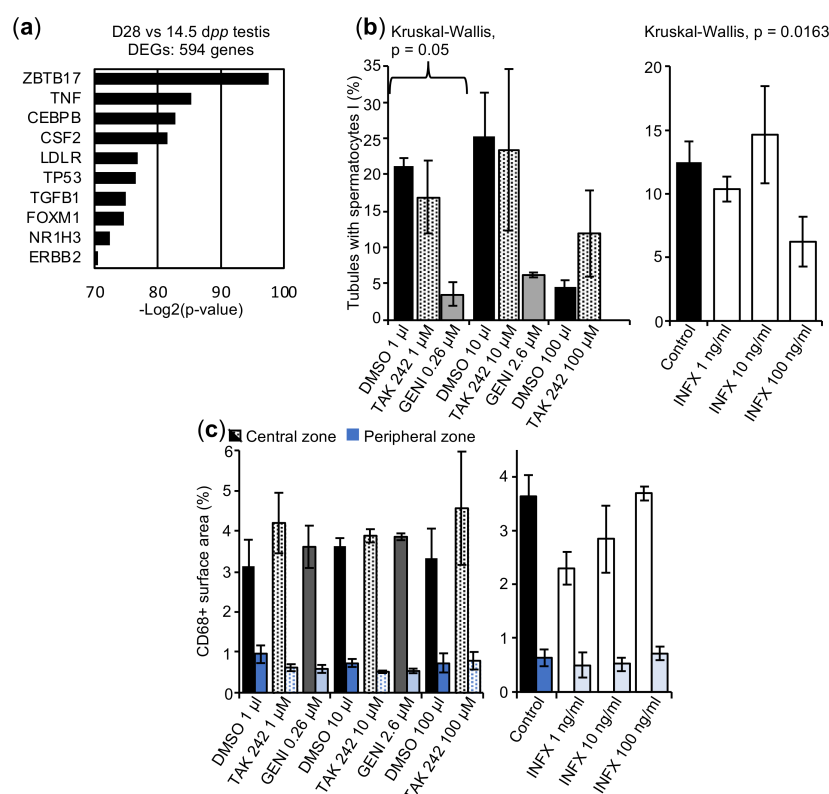 (a)
D28 vs 14.5 dpp testis
DEGs: 594 genes
ZBTB17
TNF
CEBPB
CSF2
LDLR
TP53
TGFB1
FOXM1
NR1H3
ERBB2
70 80 90 100
-Log2(p-value)
(b)
Kruskal-Wallis,
p = 0.05
Tubules with spermatocytes I (%)
35
30
25
20
15
10
5
0
DMSO 1 µl
TAK 242 1 µM
GENI 0.26 µM
DMSO 10 µl
TAK 242 10 µM
GENI 2.6 µM
DMSO 100 µl
TAK 242 100 µM
Kruskal-Wallis, p = 0.0163
20
15
10
5
0
Control
INFX 1 ng/ml
INFX 10 ng/ml
INFX 100 ng/ml
(c)
Central zone Peripheral zone
CD68+ surface area (%)
6
5
4
3
2
1
0
DMSO 1 µl
TAK 242 1 µM
GENI 0.26 µM
DMSO 10 µl
TAK 242 10 µM
GENI 2.6 µM
DMSO 100 µl
TAK 242 100 µM
4
3
2
1
0
Control
INFX 1 ng/ml
INFX 10 ng/ml
INFX 100 ng/ml